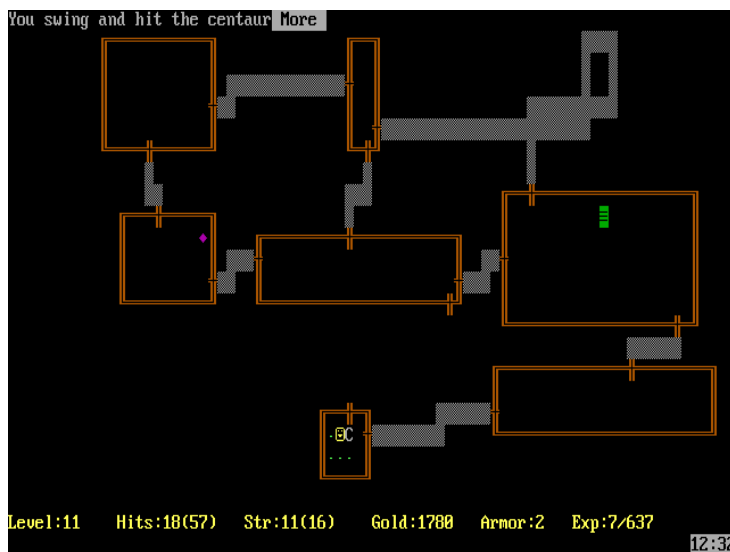 You swing and hit the centaur More
C
Level:11 Hits:18(57) Str:11(16) Gold:1780 Armor:2 Exp:7/637